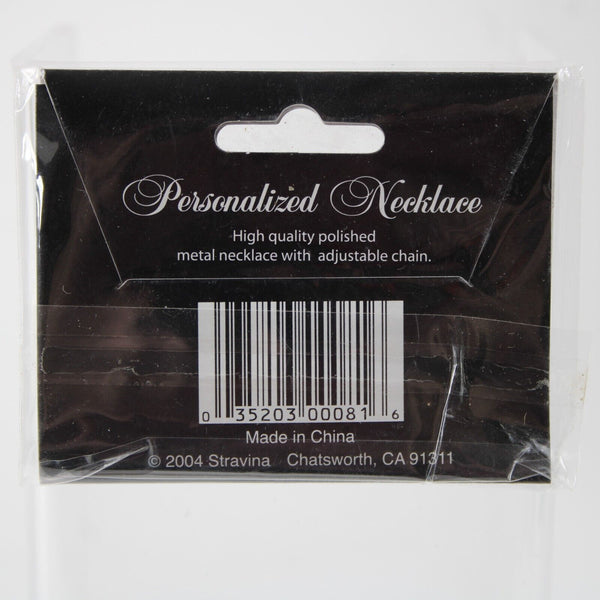 Personalized Necklace
High quality polished
metal necklace with adjustable chain.
0 35203 00081 6
Made in China
© 2004 Stravina Chatsworth, CA 91311